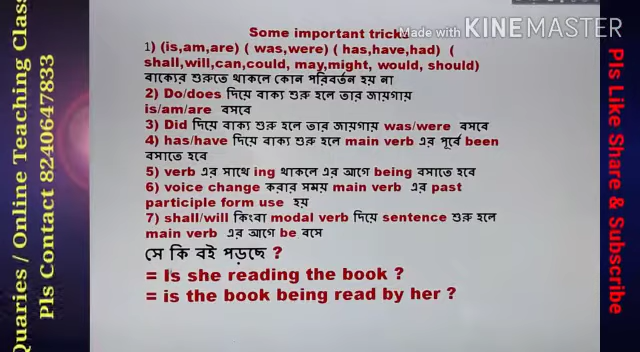 Some important tricks
Made with KINEMASTER
1) (is,am,are) ( was,were) ( has,have,had) (
shall,will,can,could, may,might, would, should)
বাক্যের শুরুতে থাকলে কোন পরিবর্তন হয় না
2) Do/does দিয়ে বাক্য শুরু হলে তার জায়গায়
is/am/are বসবে
3) Did দিয়ে বাক্য শুরু হলে তার জায়গায় was/were বসবে
4) has/have দিয়ে বাক্য শুরু হলে main verb এর পূর্বে been
বসাতে হবে
5) verb এর সাথে ing থাকলে এর আগে being বসাতে হবে
6) voice change করার সময় main verb এর past
participle form use হয়
7) shall/will কিংবা modal verb দিয়ে sentence শুরু হলে
main verb এর আগে be বসে
সে কি বই পড়ছে ?
= Is she reading the book ?
= is the book being read by her ?
Quaries / Online Teaching Class
Pls Contact 8240647833
Pls Like Share & Subscribe